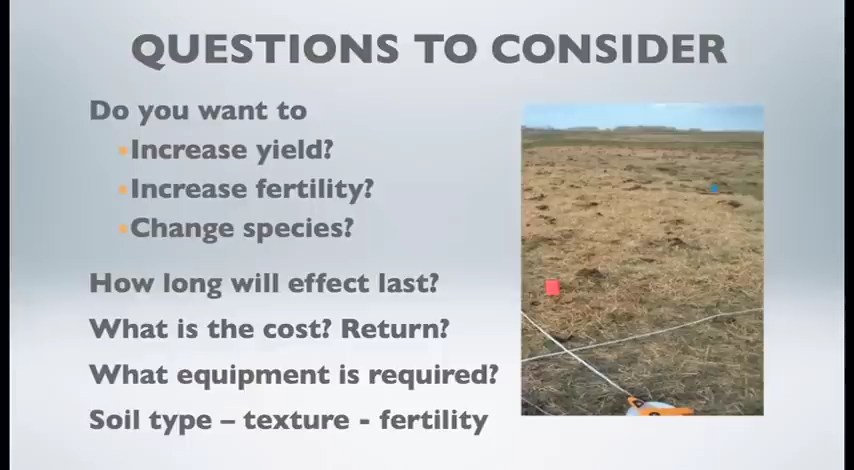 QUESTIONS TO CONSIDER
Do you want to
Increase yield?
Increase fertility?
Change species?
How long will effect last?
What is the cost? Return?
What equipment is required?
Soil type – texture - fertility